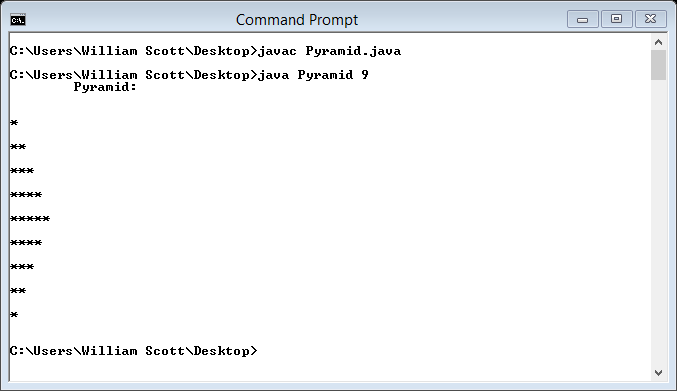 Command Prompt
C:\Users\William Scott\Desktop>javac Pyramid.java
C:\Users\William Scott\Desktop>java Pyramid 9
Pyramid:
*
**
***
****
*****
****
***
**
*
C:\Users\William Scott\Desktop>